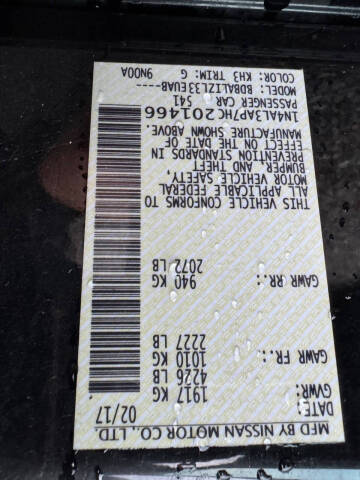 MFD BY NISSAN MOTOR CO., LTD.
DATE: 02/17
GVWR: 1917 KG
4226 LB
GAWR FR.: 1010 KG
2227 LB
GAWR RR.: 940 KG
2072 LB
THIS VEHICLE CONFORMS TO
ALL APPLICABLE FEDERAL
MOTOR VEHICLE SAFETY,
BUMPER, AND THEFT
PREVENTION STANDARDS IN
EFFECT ON THE DATE OF
MANUFACTURE SHOWN ABOVE.
1N4AL3AP7HC201466
PASSENGER CAR 541
MODEL: BDBALIZL33EUAB----
COLOR: KH3 TRIM: G 9ND0A